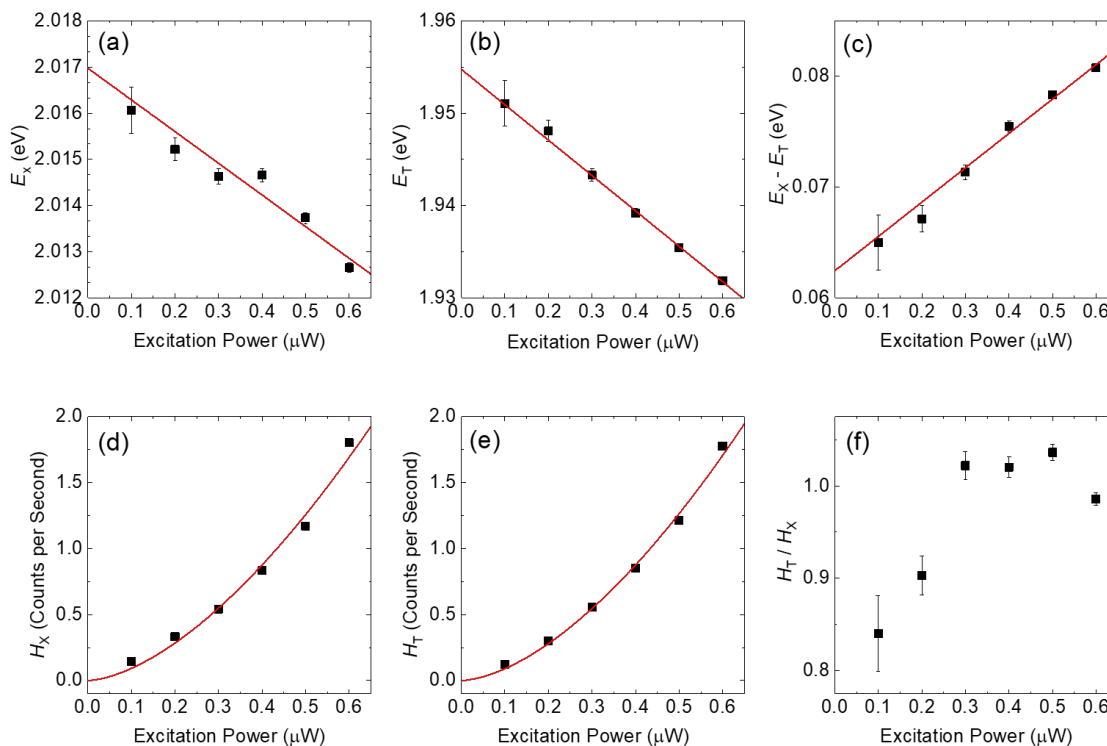 (a)
2.018
2.017
2.016
2.015
2.014
2.013
2.012
E_x (eV)
0.0 0.1 0.2 0.3 0.4 0.5 0.6
Excitation Power (μW)
(b)
1.96
1.95
1.94
1.93
E_T (eV)
0.0 0.1 0.2 0.3 0.4 0.5 0.6
Excitation Power (μW)
(c)
0.08
0.07
0.06
E_X - E_T (eV)
0.0 0.1 0.2 0.3 0.4 0.5 0.6
Excitation Power (μW)
(d)
2.0
1.5
1.0
0.5
0.0
H_X (Counts per Second)
0.0 0.1 0.2 0.3 0.4 0.5 0.6
Excitation Power (μW)
(e)
2.0
1.5
1.0
0.5
0.0
H_T (Counts per Second)
0.0 0.1 0.2 0.3 0.4 0.5 0.6
Excitation Power (μW)
(f)
1.0
0.9
0.8
H_T / H_X
0.0 0.1 0.2 0.3 0.4 0.5 0.6
Excitation Power (μW)